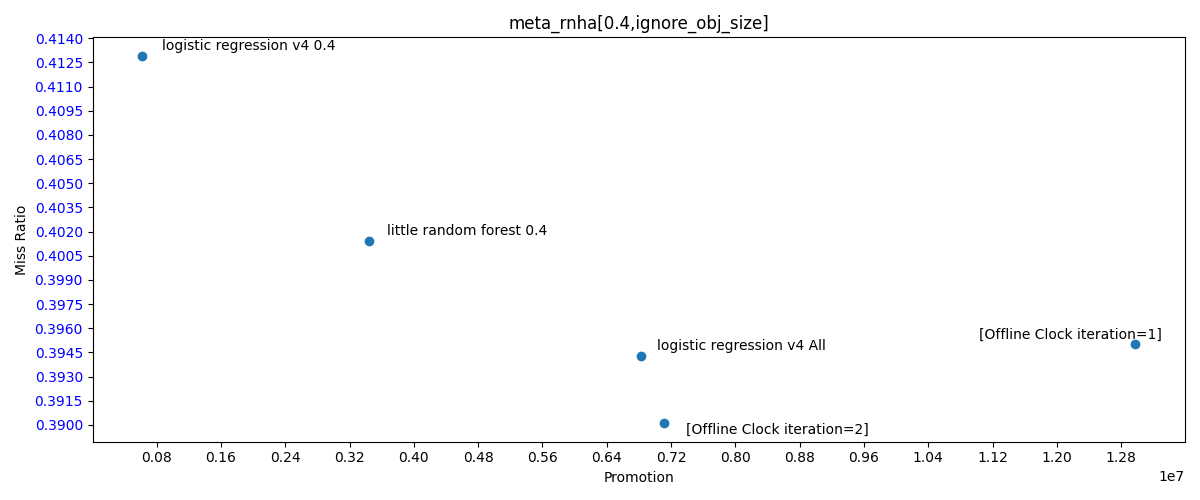 meta_rnha[0.4,ignore_obj_size]
0.4140
0.4125
0.4110
0.4095
0.4080
0.4065
0.4050
0.4035
0.4020
0.4005
0.3990
0.3975
0.3960
0.3945
0.3930
0.3915
0.3900
Miss Ratio
logistic regression v4 0.4
little random forest 0.4
[Offline Clock iteration=1]
logistic regression v4 All
[Offline Clock iteration=2]
0.08 0.16 0.24 0.32 0.40 0.48 0.56 0.64 0.72 0.80 0.88 0.96 1.04 1.12 1.20 1.28
Promotion
1e7